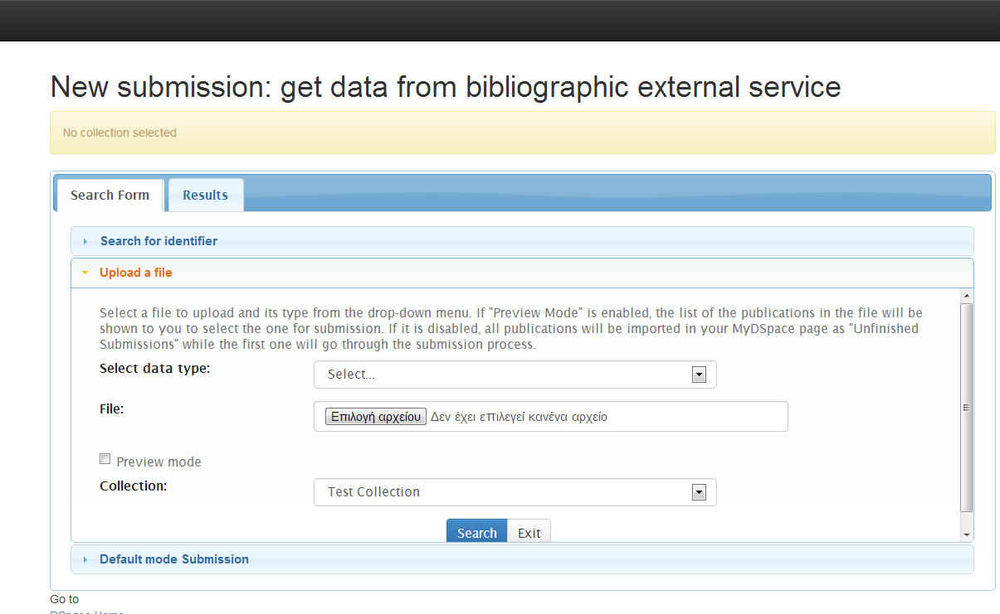 New submission: get data from bibliographic external service
No collection selected
Search Form
Results
Search for identifier
Upload a file
Select a file to upload and its type from the drop-down menu. If "Preview Mode" is enabled, the list of the publications in the file will be
shown to you to select the one for submission. If it is disabled, all publications will be imported in your MyDSpace page as "Unfinished
Submissions" while the first one will go through the submission process.
Select data type:
Select...
File:
Επιλογή αρχείου Δεν έχει επιλεγεί κανένα αρχείο
Preview mode
Collection:
Test Collection
Search
Exit
Default mode Submission
Go to
DSpace Home